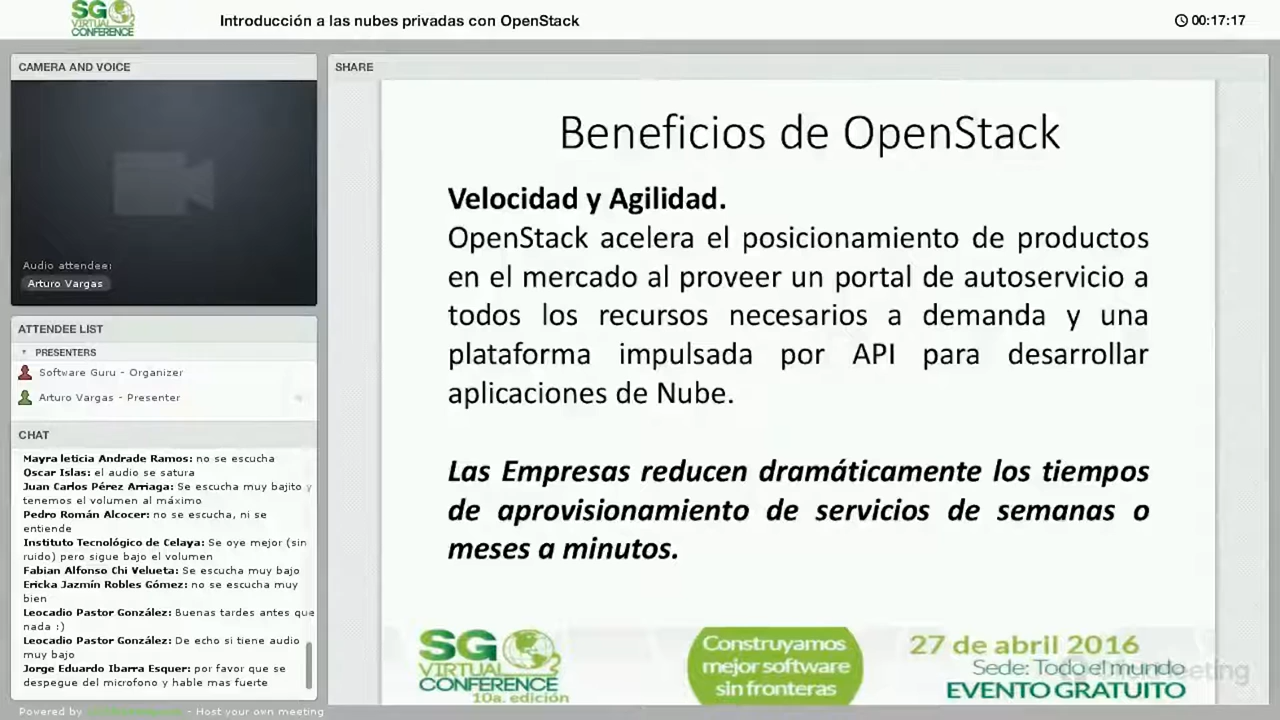 SG
VIRTUAL
CONFERENCE
Introducción a las nubes privadas con OpenStack
00:17:17
CAMERA AND VOICE
Audio attendee:
Arturo Vargas
ATTENDEE LIST
PRESENTERS
Software Guru - Organizer
Arturo Vargas - Presenter
CHAT
Mayra leticia Andrade Ramos: no se escucha
Oscar Islas: el audio se satura
Juan Carlos Pérez Arriaga: Se escucha muy bajito y
tenemos el volumen al máximo
Pedro Román Alcocer: no se escucha, ni se
entiende
Instituto Tecnológico de Celaya: Se oye mejor (sin
ruido) pero sigue bajo el volumen
Fabian Alfonso Chi Velueta: Se escucha muy bajo
Ericka Jazmín Robles Gómez: no se escucha muy
bien
Leocadio Pastor González: Buenas tardes antes que
nada :)
Leocadio Pastor González: De echo si tiene audio
muy bajo
Jorge Eduardo Ibarra Esquer: por favor que se
despegue del microfono y hable mas fuerte
Powered by - Host your own meeting
SHARE
Beneficios de OpenStack
Velocidad y Agilidad.
OpenStack acelera el posicionamiento de productos
en el mercado al proveer un portal de autoservicio a
todos los recursos necesarios a demanda y una
plataforma impulsada por API para desarrollar
aplicaciones de Nube.
Las Empresas reducen dramáticamente los tiempos
de aprovisionamiento de servicios de semanas o
meses a minutos.
SG
VIRTUAL
CONFERENCE
10a. edición
Construyamos
mejor software
sin fronteras
27 de abril 2016
Sede: Todo el mundo
EVENTO GRATUITO